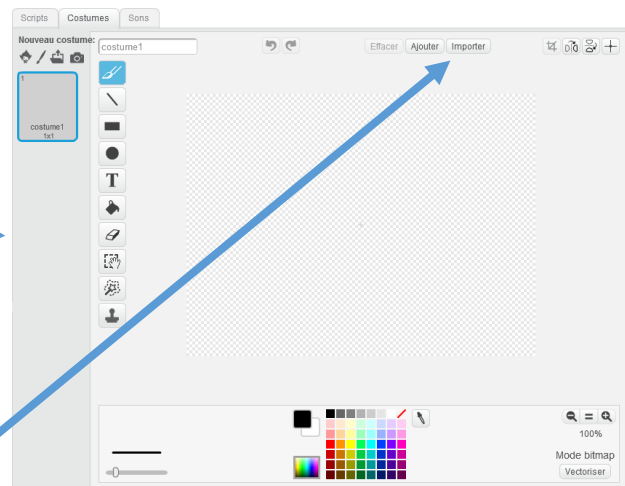 Scripts Costumes Sons
Nouveau costume:
costume1
Effacer Ajouter Importer
1
costume1
1x1
T
100%
Mode bitmap
Vectoriser